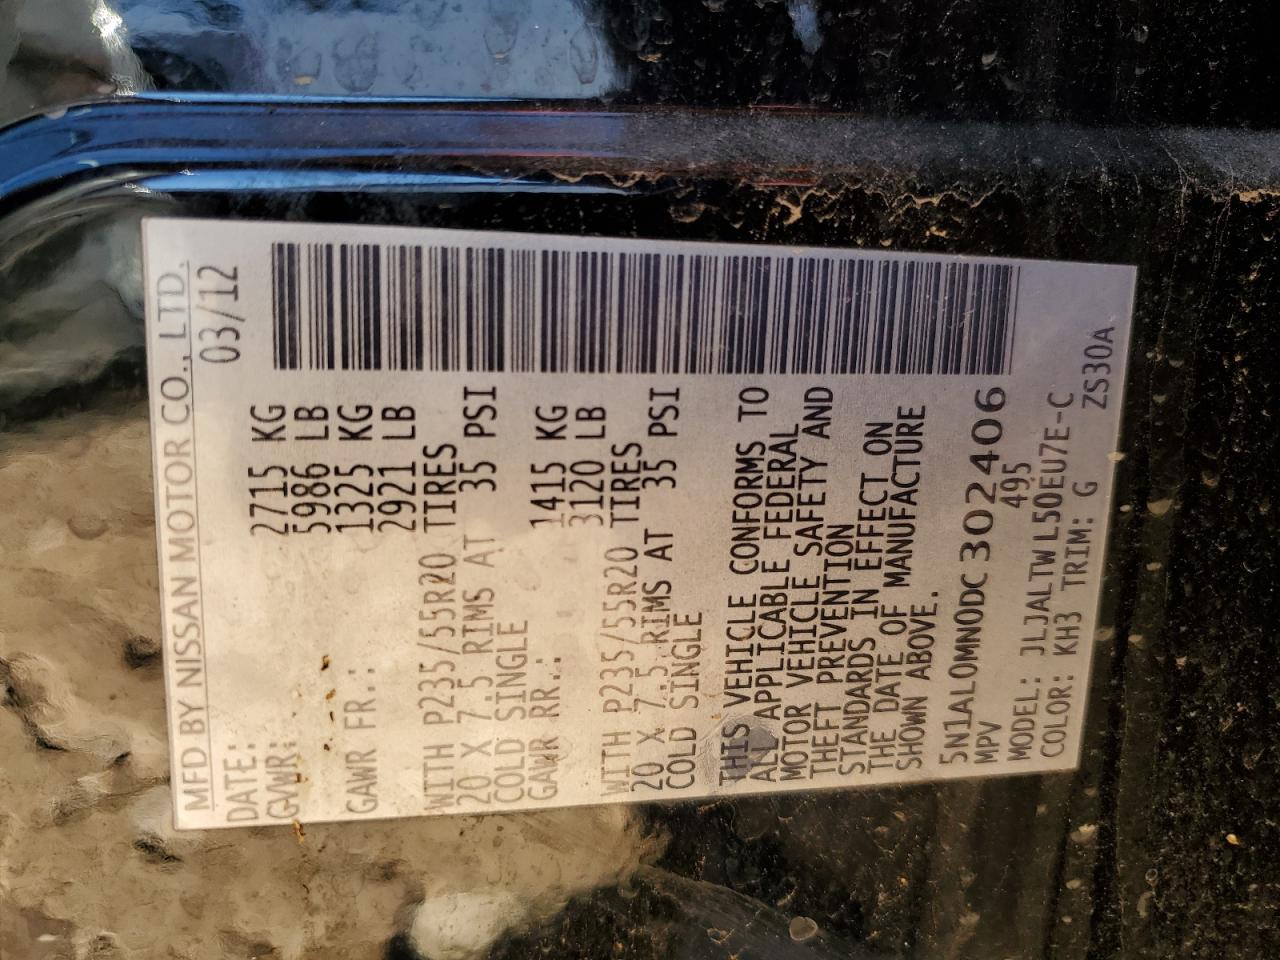 MFD BY NISSAN MOTOR CO., LTD.
DATE: 03/12
GVWR: 2715 KG
5986 LB
GAWR FR.: 1325 KG
2921 LB
WITH P235/55R20 TIRES
20 X 7.5 RIMS AT 35 PSI
COLD SINGLE
GAWR RR.: 1415 KG
3120 LB
WITH P235/55R20 TIRES
20 X 7.5 RIMS AT 35 PSI
COLD SINGLE
THIS VEHICLE CONFORMS TO
ALL APPLICABLE FEDERAL
MOTOR VEHICLE SAFETY AND
THEFT PREVENTION
STANDARDS IN EFFECT ON
THE DATE OF MANUFACTURE
SHOWN ABOVE.
5N1AL0MN0DC302406
MPV 495
MODEL: JLJALTWL50EU7E-C
COLOR: KH3 TRIM: G ZS30A